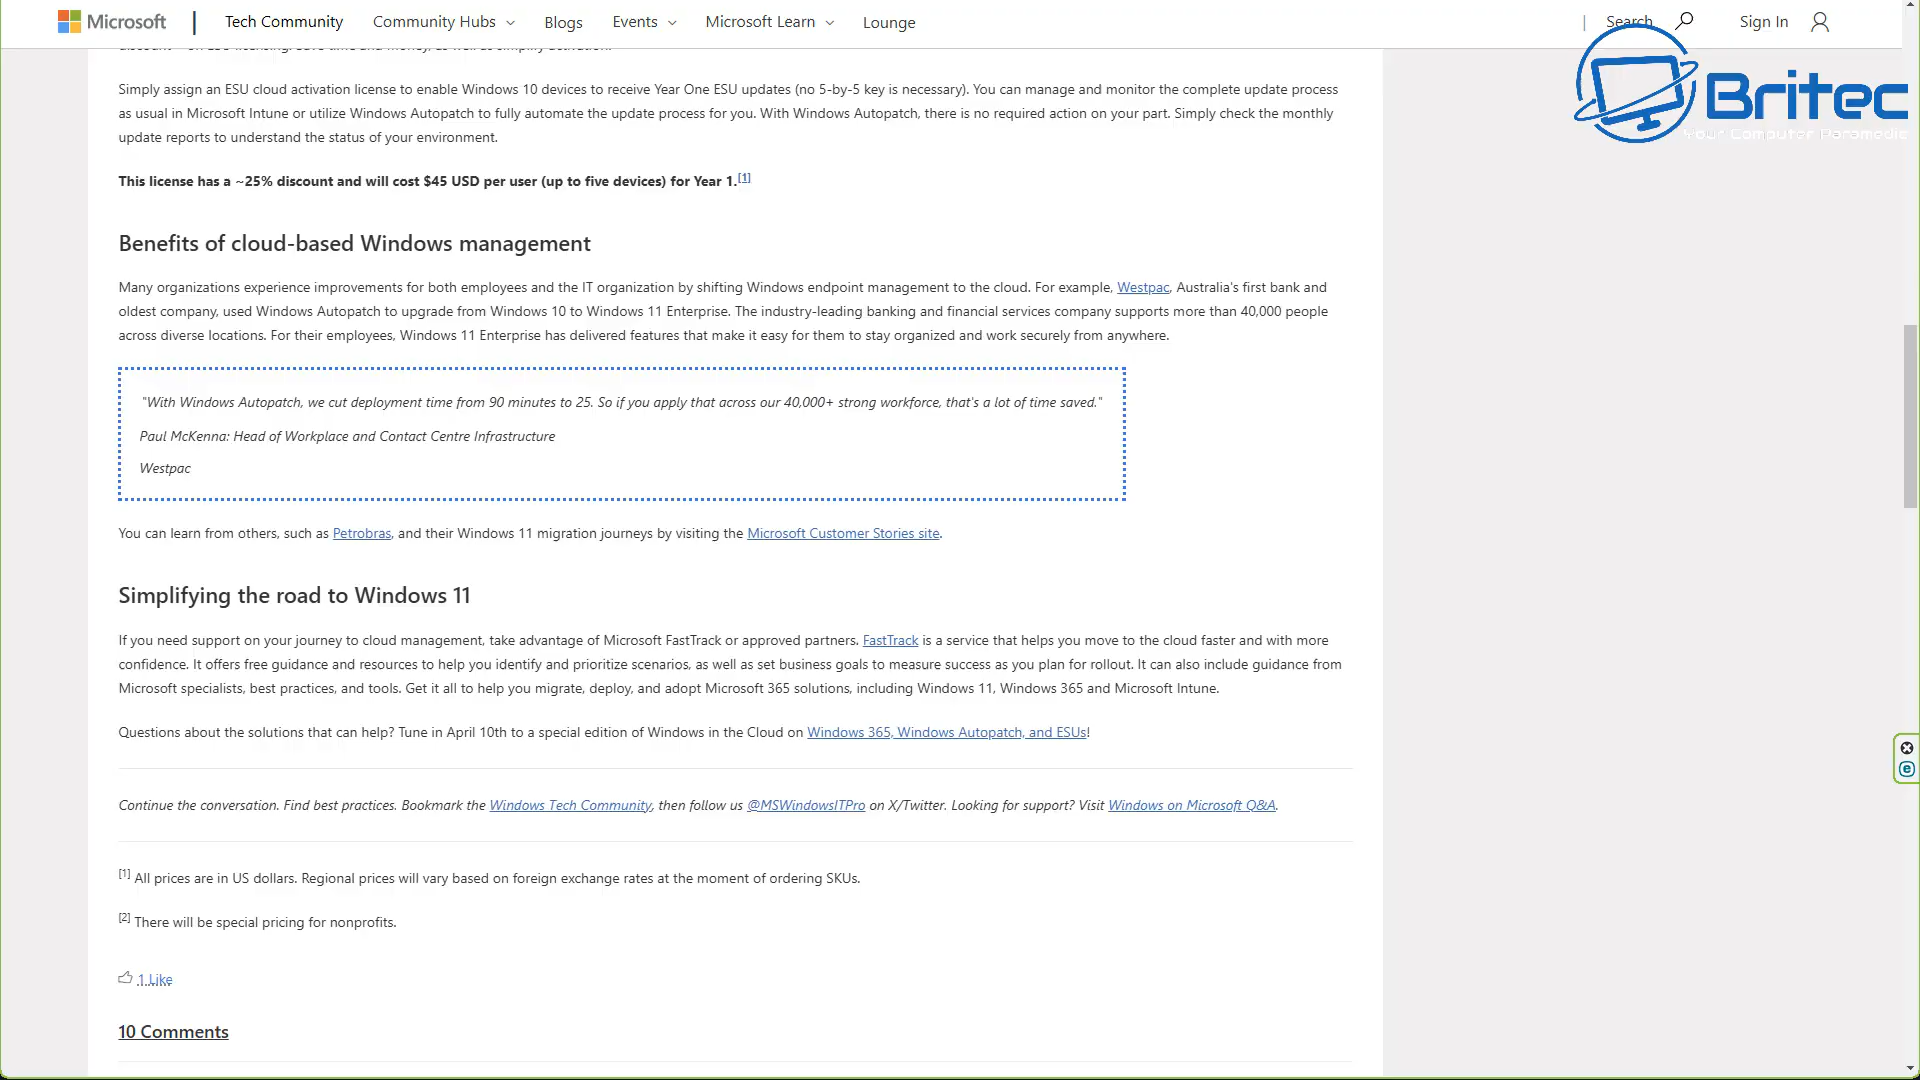 Microsoft | Tech Community Community Hubs Blogs Events Microsoft Learn Lounge | Search Sign In
Britec
Your Computer Paramedic
Simply assign an ESU cloud activation license to enable Windows 10 devices to receive Year One ESU updates (no 5-by-5 key is necessary). You can manage and monitor the complete update process
as usual in Microsoft Intune or utilize Windows Autopatch to fully automate the update process for you. With Windows Autopatch, there is no required action on your part. Simply check the monthly
update reports to understand the status of your environment.
This license has a ~25% discount and will cost $45 USD per user (up to five devices) for Year 1.[1]
Benefits of cloud-based Windows management
Many organizations experience improvements for both employees and the IT organization by shifting Windows endpoint management to the cloud. For example, Westpac, Australia's first bank and
oldest company, used Windows Autopatch to upgrade from Windows 10 to Windows 11 Enterprise. The industry-leading banking and financial services company supports more than 40,000 people
across diverse locations. For their employees, Windows 11 Enterprise has delivered features that make it easy for them to stay organized and work securely from anywhere.
"With Windows Autopatch, we cut deployment time from 90 minutes to 25. So if you apply that across our 40,000+ strong workforce, that's a lot of time saved."
Paul McKenna: Head of Workplace and Contact Centre Infrastructure
Westpac
You can learn from others, such as Petrobras, and their Windows 11 migration journeys by visiting the Microsoft Customer Stories site.
Simplifying the road to Windows 11
If you need support on your journey to cloud management, take advantage of Microsoft FastTrack or approved partners. FastTrack is a service that helps you move to the cloud faster and with more
confidence. It offers free guidance and resources to help you identify and prioritize scenarios, as well as set business goals to measure success as you plan for rollout. It can also include guidance from
Microsoft specialists, best practices, and tools. Get it all to help you migrate, deploy, and adopt Microsoft 365 solutions, including Windows 11, Windows 365 and Microsoft Intune.
Questions about the solutions that can help? Tune in April 10th to a special edition of Windows in the Cloud on Windows 365, Windows Autopatch, and ESUs!
Continue the conversation. Find best practices. Bookmark the Windows Tech Community, then follow us @MSWindowsITPro on X/Twitter. Looking for support? Visit Windows on Microsoft Q&A.
[1] All prices are in US dollars. Regional prices will vary based on foreign exchange rates at the moment of ordering SKUs.
[2] There will be special pricing for nonprofits.
1 Like
10 Comments